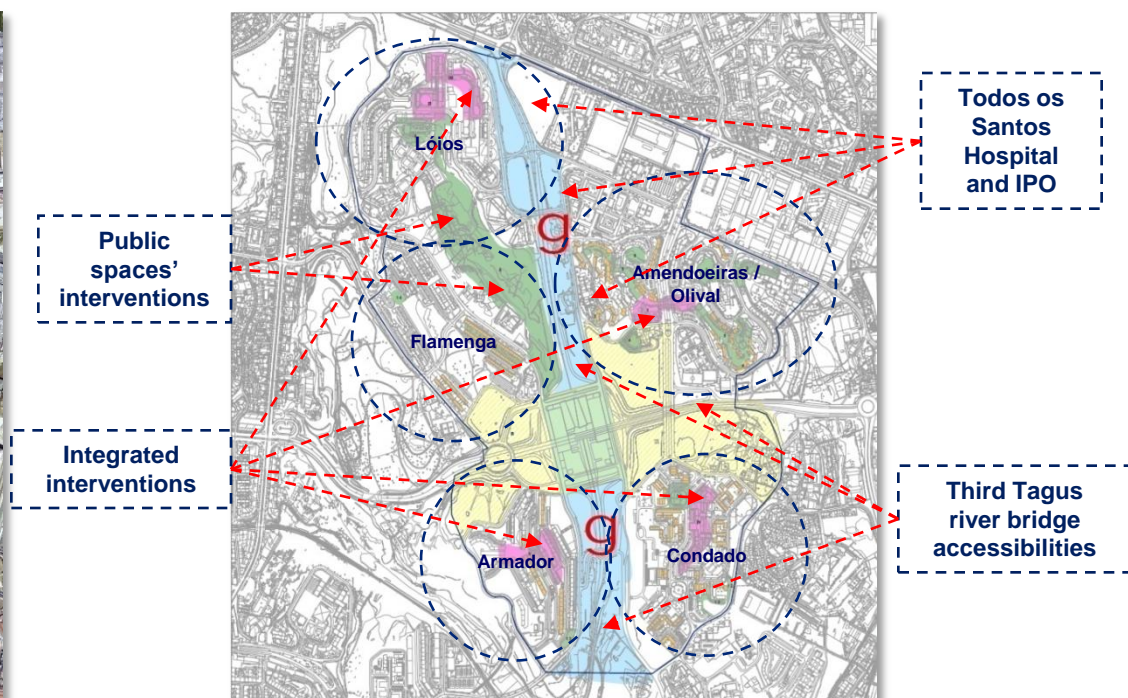 Todos os
Santos
Hospital
and IPO
Lóios
Public
spaces’
interventions
g
Amendoeiras /
Olival
Flamenga
Integrated
interventions
Third Tagus
river bridge
accessibilities
g
Armador
Condado